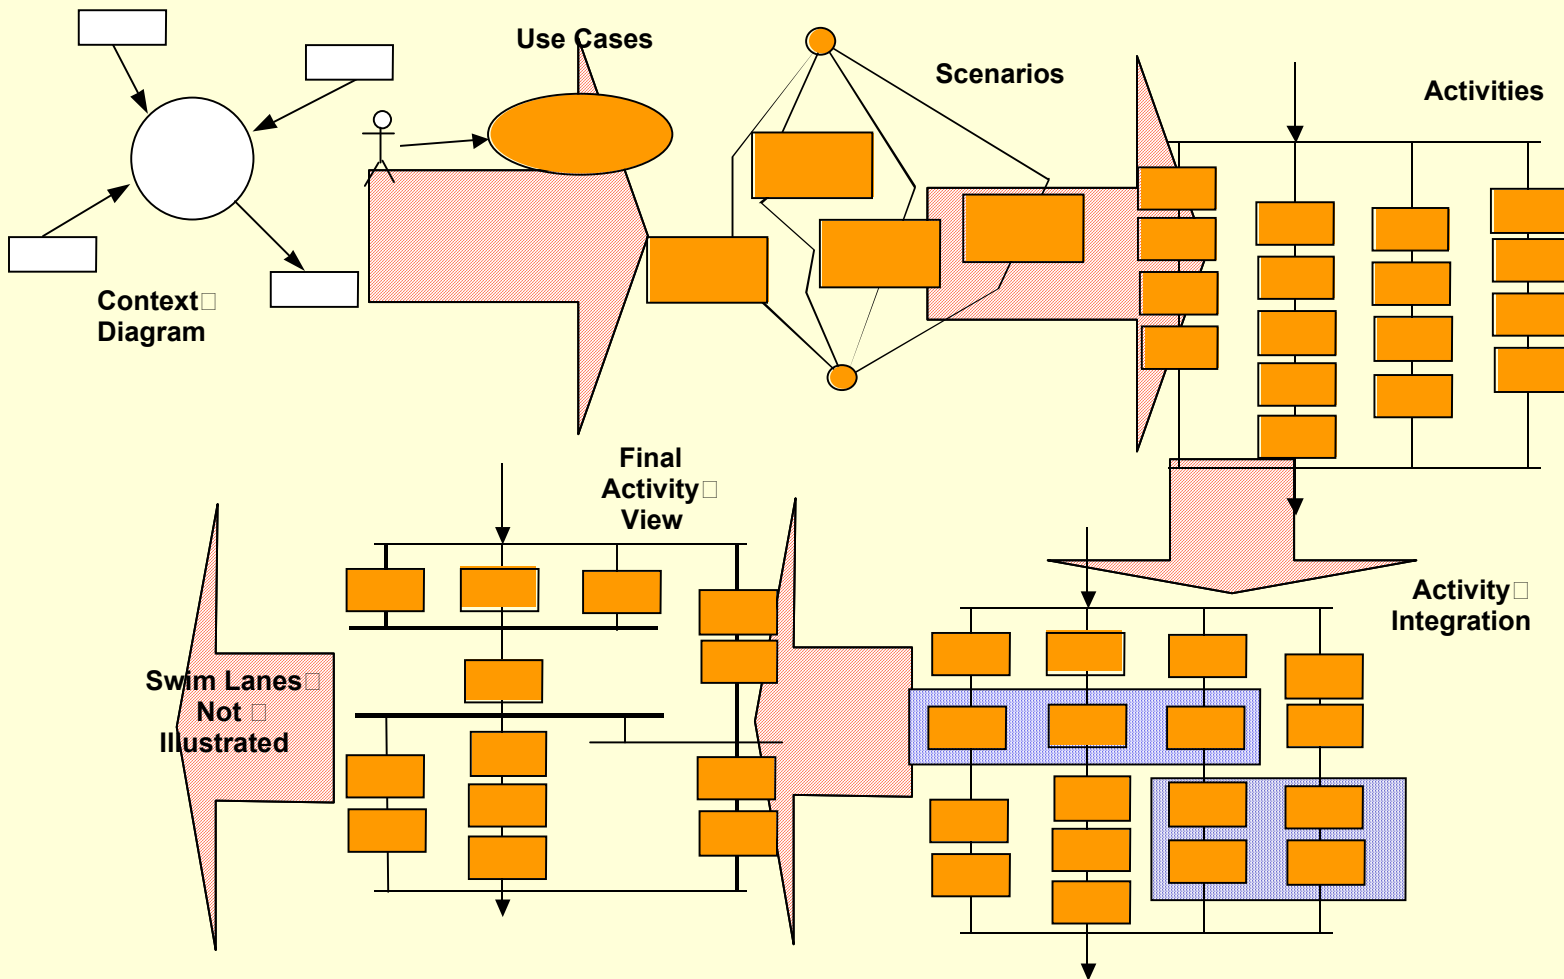 Use Cases
Scenarios
Activities
Context
Diagram
Final
Activity
View
Activity
Integration
Swim Lanes
Not
Illustrated